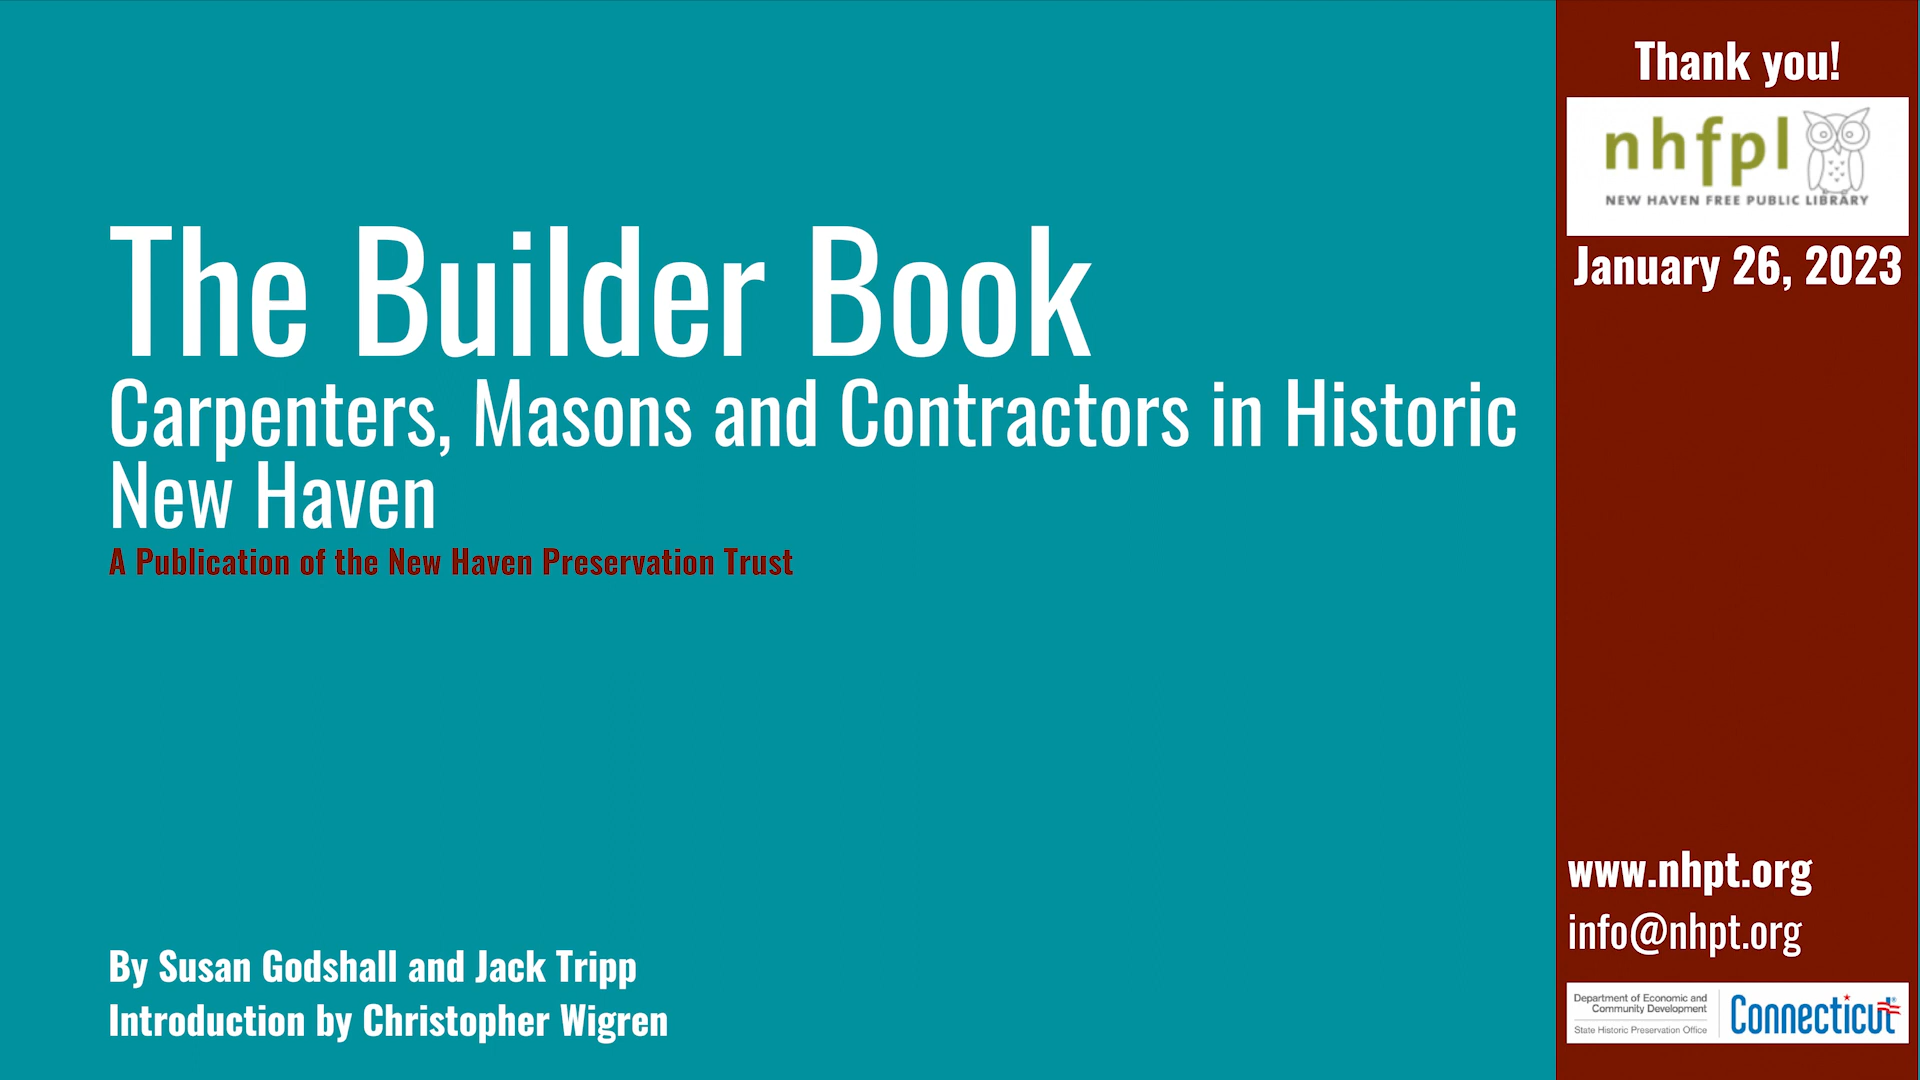 The Builder Book
Carpenters, Masons and Contractors in Historic
New Haven
A Publication of the New Haven Preservation Trust
By Susan Godshall and Jack Tripp
Introduction by Christopher Wigren
Thank you!
nhfpl
NEW HAVEN FREE PUBLIC LIBRARY
January 26, 2023
www.nhpt.org
info@nhpt.org
Department of Economic and
Community Development
State Historic Preservation Office
Connecticut